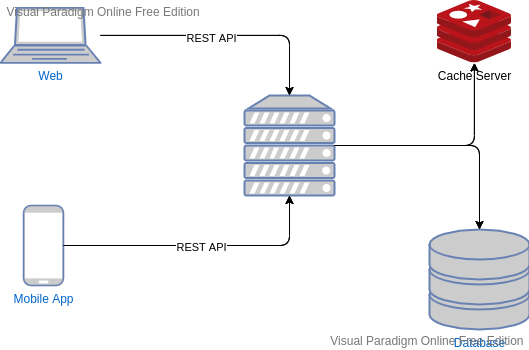 Visual Paradigm Online Free Edition
Web
REST API
Cache Server
REST API
Mobile App
Visual Paradigm Online Free Edition
Database